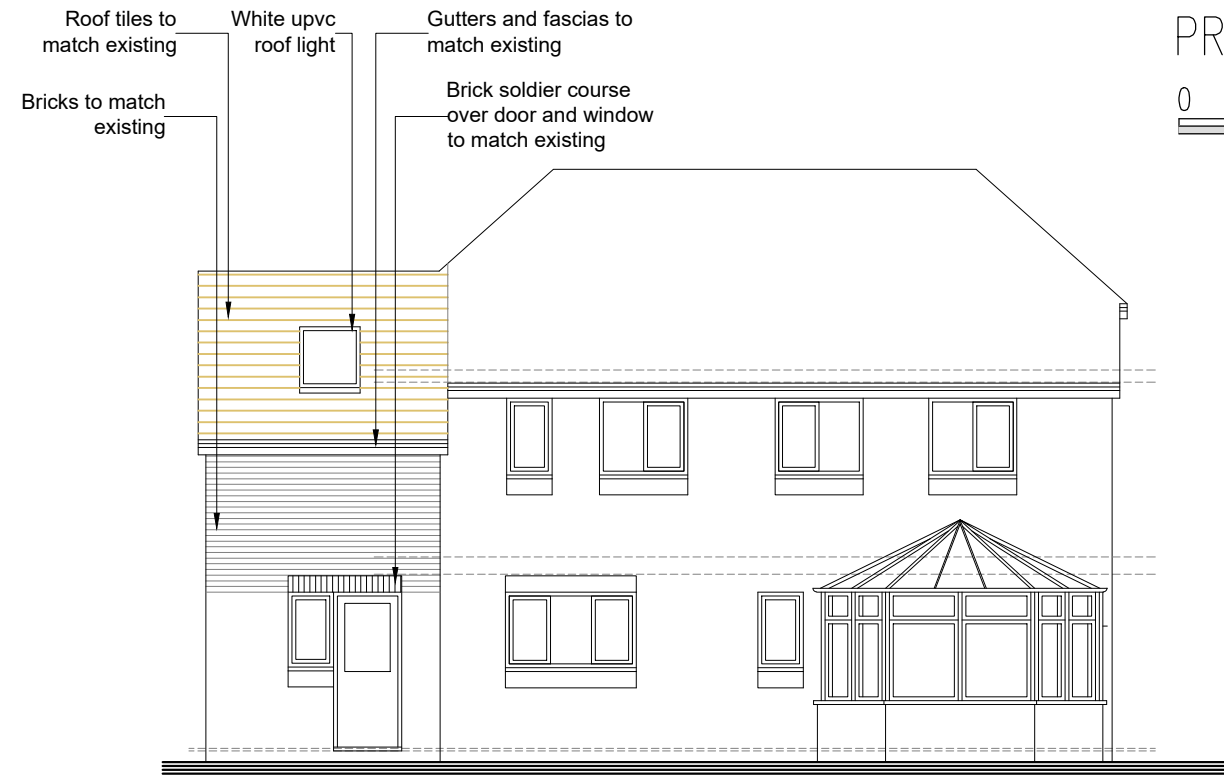 Roof tiles to
match existing
White upvc
roof light
Gutters and fascias to
match existing
Bricks to match
existing
Brick soldier course
over door and window
to match existing
PR
0